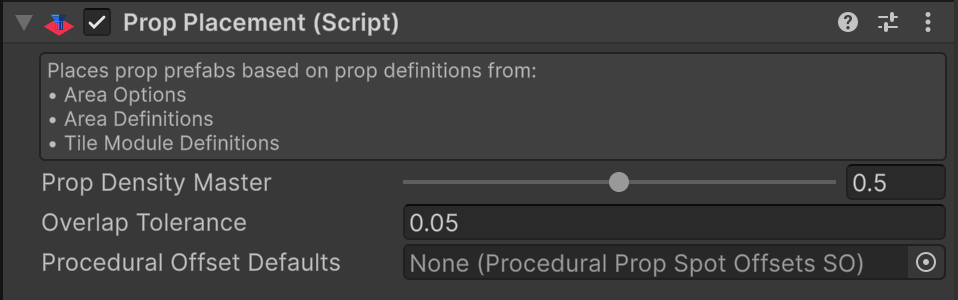 Prop Placement (Script)
Places prop prefabs based on prop definitions from:
• Area Options
• Area Definitions
• Tile Module Definitions
Prop Density Master 0.5
Overlap Tolerance 0.05
Procedural Offset Defaults None (Procedural Prop Spot Offsets SO)